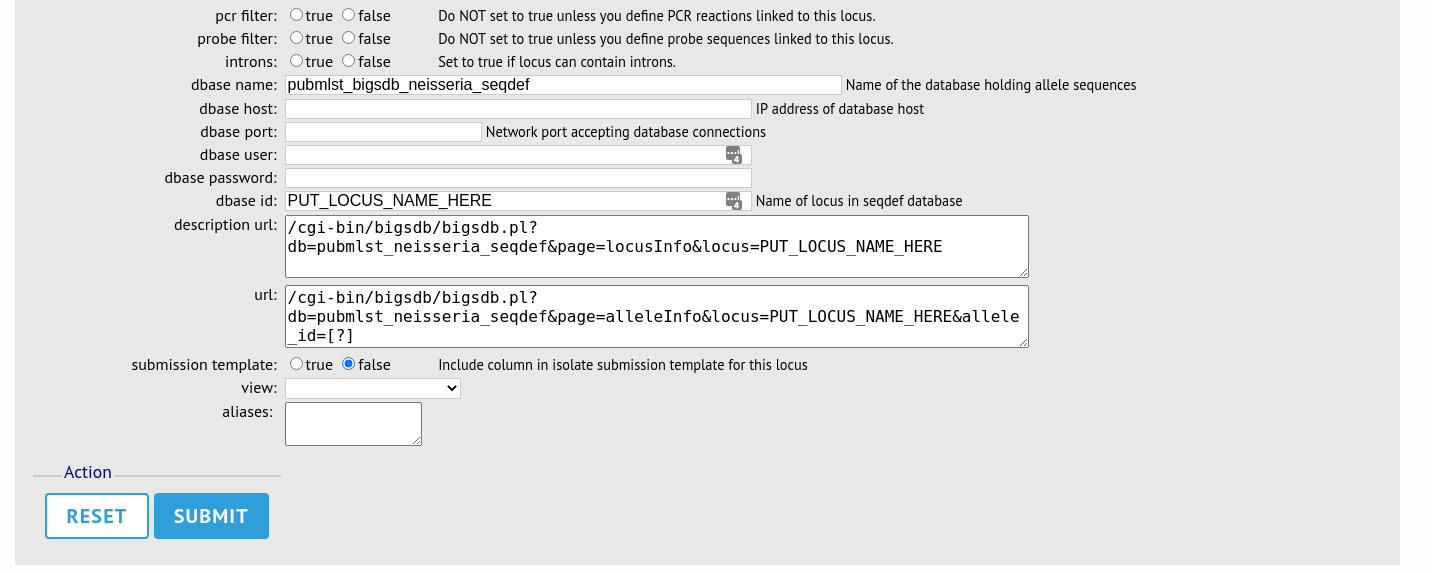 pcr filter: true false Do NOT set to true unless you define PCR reactions linked to this locus.
probe filter: true false Do NOT set to true unless you define probe sequences linked to this locus.
introns: true false Set to true if locus can contain introns.
dbase name: pubmlst_bigsdb_neisseria_seqdef Name of the database holding allele sequences
dbase host: IP address of database host
dbase port: Network port accepting database connections
dbase user: 4
dbase password:
dbase id: PUT_LOCUS_NAME_HERE 4 Name of locus in seqdef database
description url: /cgi-bin/bigsdb/bigsdb.pl?
db=pubmlst_neisseria_seqdef&page=locusInfo&locus=PUT_LOCUS_NAME_HERE
url: /cgi-bin/bigsdb/bigsdb.pl?
db=pubmlst_neisseria_seqdef&page=alleleInfo&locus=PUT_LOCUS_NAME_HERE&allele
_id=[?]
submission template: true false Include column in isolate submission template for this locus
view:
aliases:
Action
RESET SUBMIT